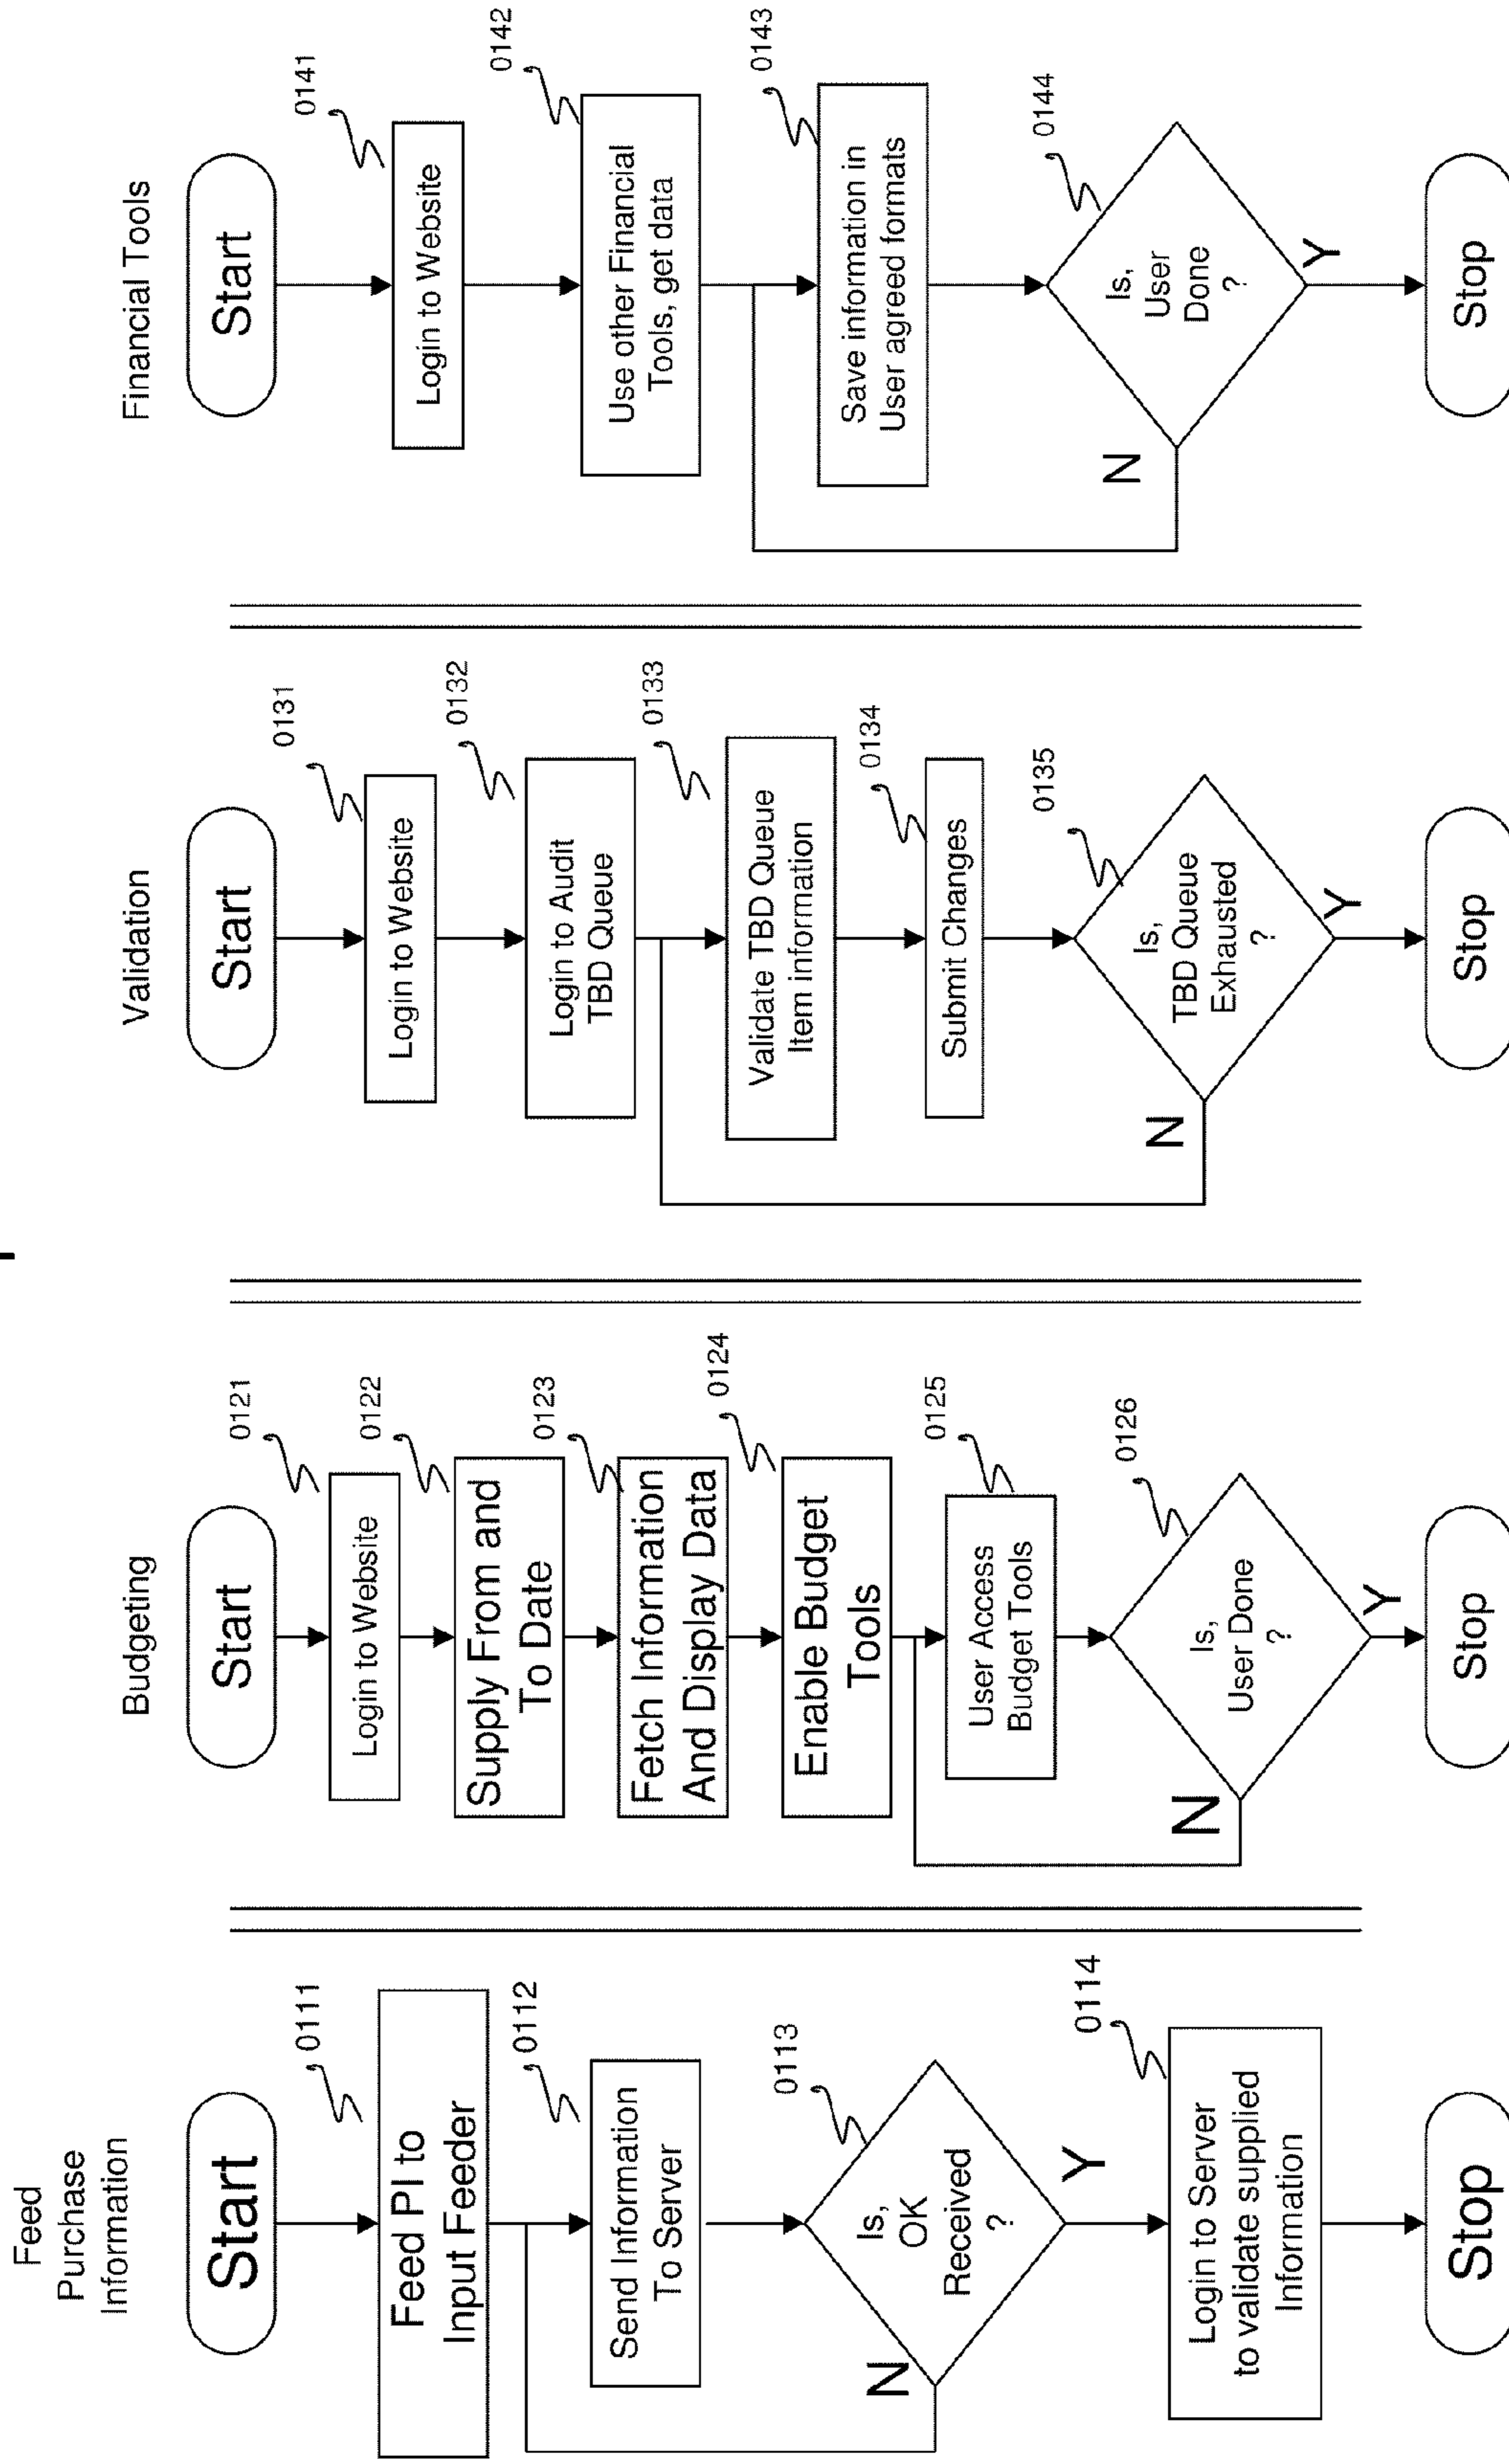 Feed
Purchase
Information
Start
0111
Feed PI to
Input Feeder
0112
Send Information
To Server
0113
Is,
OK
Received
?
N
Y
0114
Login to Server
to validate supplied
Information
Stop
Budgeting
Start
0121
Login to Website
0122
Supply From and
To Date
0123
Fetch Information
And Display Data
0124
Enable Budget
Tools
0125
User Access
Budget Tools
0126
Is,
User Done
?
N
Y
Stop
Validation
Start
0131
Login to Website
0132
Login to Audit
TBD Queue
0133
Validate TBD Queue
Item information
0134
Submit Changes
0135
Is,
TBD Queue
Exhausted
?
N
Y
Stop
Financial Tools
Start
0141
Login to Website
0142
Use other Financial
Tools, get data
0143
Save information in
User agreed formats
0144
Is,
User
Done
?
N
Y
Stop